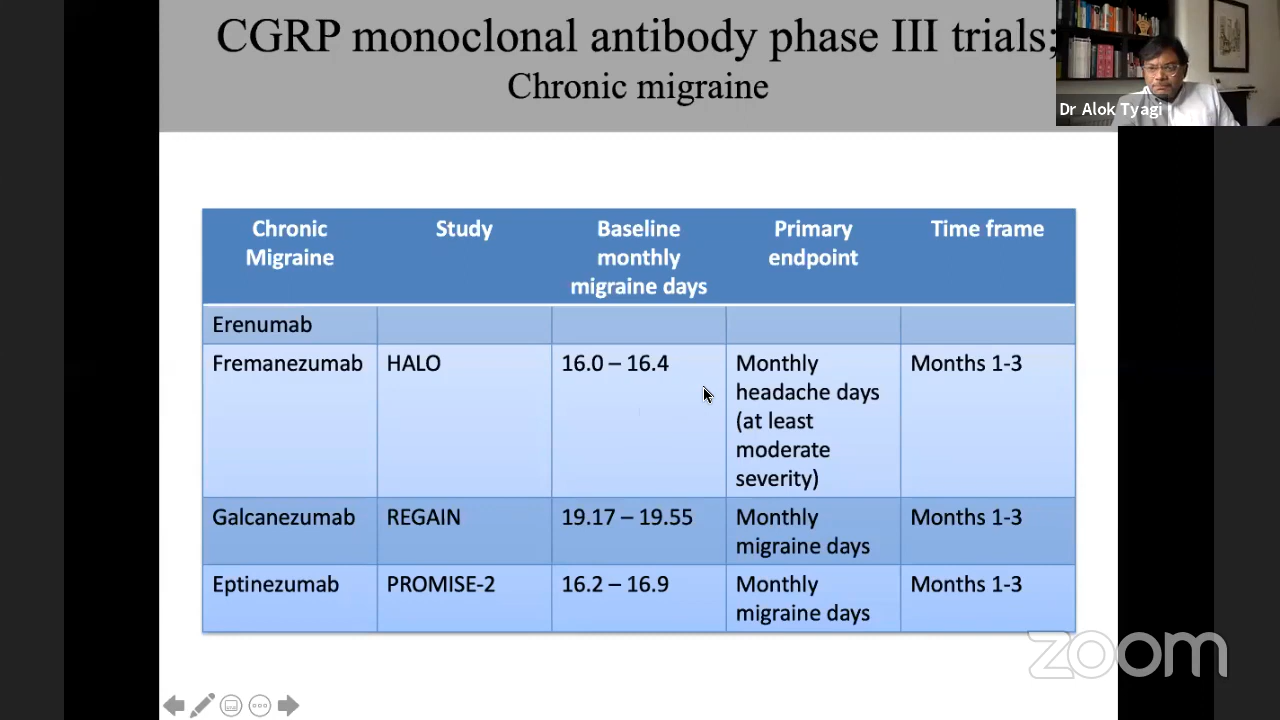 CGRP monoclonal antibody phase III trials;
Chronic migraine
Dr Alok Tyagi
Chronic Migraine
Study
Baseline monthly migraine days
Primary endpoint
Time frame
Erenumab
Fremanezumab
HALO
16.0 – 16.4
Monthly headache days (at least moderate severity)
Months 1-3
Galcanezumab
REGAIN
19.17 – 19.55
Monthly migraine days
Months 1-3
Eptinezumab
PROMISE-2
16.2 – 16.9
Monthly migraine days
Months 1-3
zoom